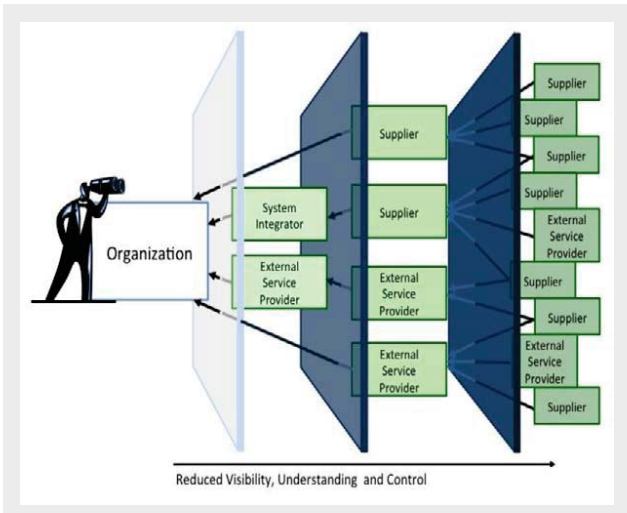 Organization
System
Integrator
External
Service
Provider
Supplier
Supplier
External
Service
Provider
External
Service
Provider
Supplier
Supplier
Supplier
Supplier
External
Service
Provider
Supplier
Supplier
External
Service
Provider
Supplier
Reduced Visibility, Understanding and Control